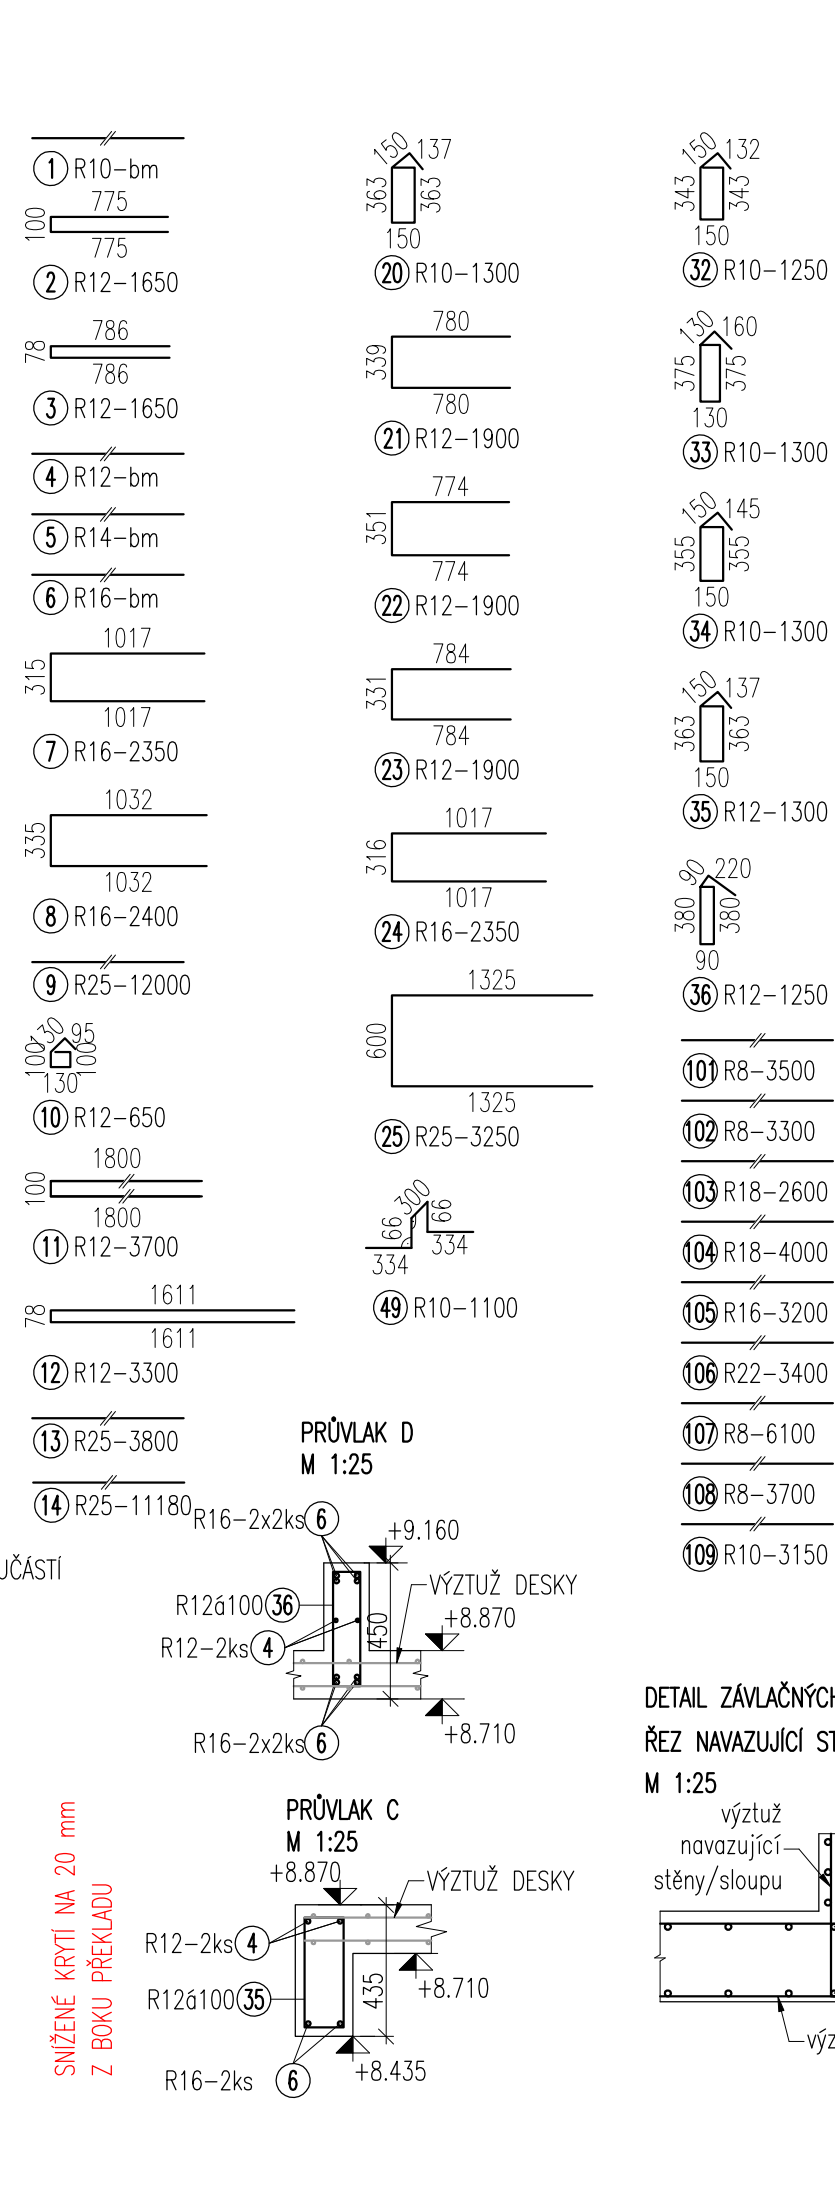 1 R10-bm
775
100
775
2 R12-1650
786
78
786
3 R12-1650
4 R12-bm
5 R14-bm
6 R16-bm
1017
315
1017
7 R16-2350
1032
335
1032
8 R16-2400
9 R25-12000
130 95
100 100
130
10 R12-650
1800
100
1800
11 R12-3700
1611
78
1611
12 R12-3300
13 R25-3800
14 R25-11180
150 137
363 363
150
20 R10-1300
780
339
780
21 R12-1900
774
351
774
22 R12-1900
784
331
784
23 R12-1900
1017
316
1017
24 R16-2350
1325
600
1325
25 R25-3250
300
66 66
334 334
49 R10-1100
150 132
343 343
150
32 R10-1250
130 160
375 375
130
33 R10-1300
150 145
355 355
150
34 R10-1300
150 137
363 363
150
35 R12-1300
90 220
380 380
90
36 R12-1250
101 R8-3500
102 R8-3300
103 R18-2600
104 R18-4000
105 R16-3200
106 R22-3400
107 R8-6100
108 R8-3700
109 R10-3150
UČÁSTÍ
PRŮVLAK D
M 1:25
R16-2x2ks 6
+9.160
VÝZTUŽ DESKY
R12á100 36
+8.870
450
R12-2ks 4
R16-2x2ks 6
+8.710
PRŮVLAK C
M 1:25
+8.870
VÝZTUŽ DESKY
R12-2ks 4
+8.710
R12á100 35
435
+8.435
R16-2ks 6
SNÍŽENÉ KRYTÍ NA 20 mm
Z BOKU PŘEKLADU
DETAIL ZÁVLAČNÝCH
ŘEZ NAVAZUJÍCÍ ST
M 1:25
výztuž
navazující
stěny/sloupu
výz